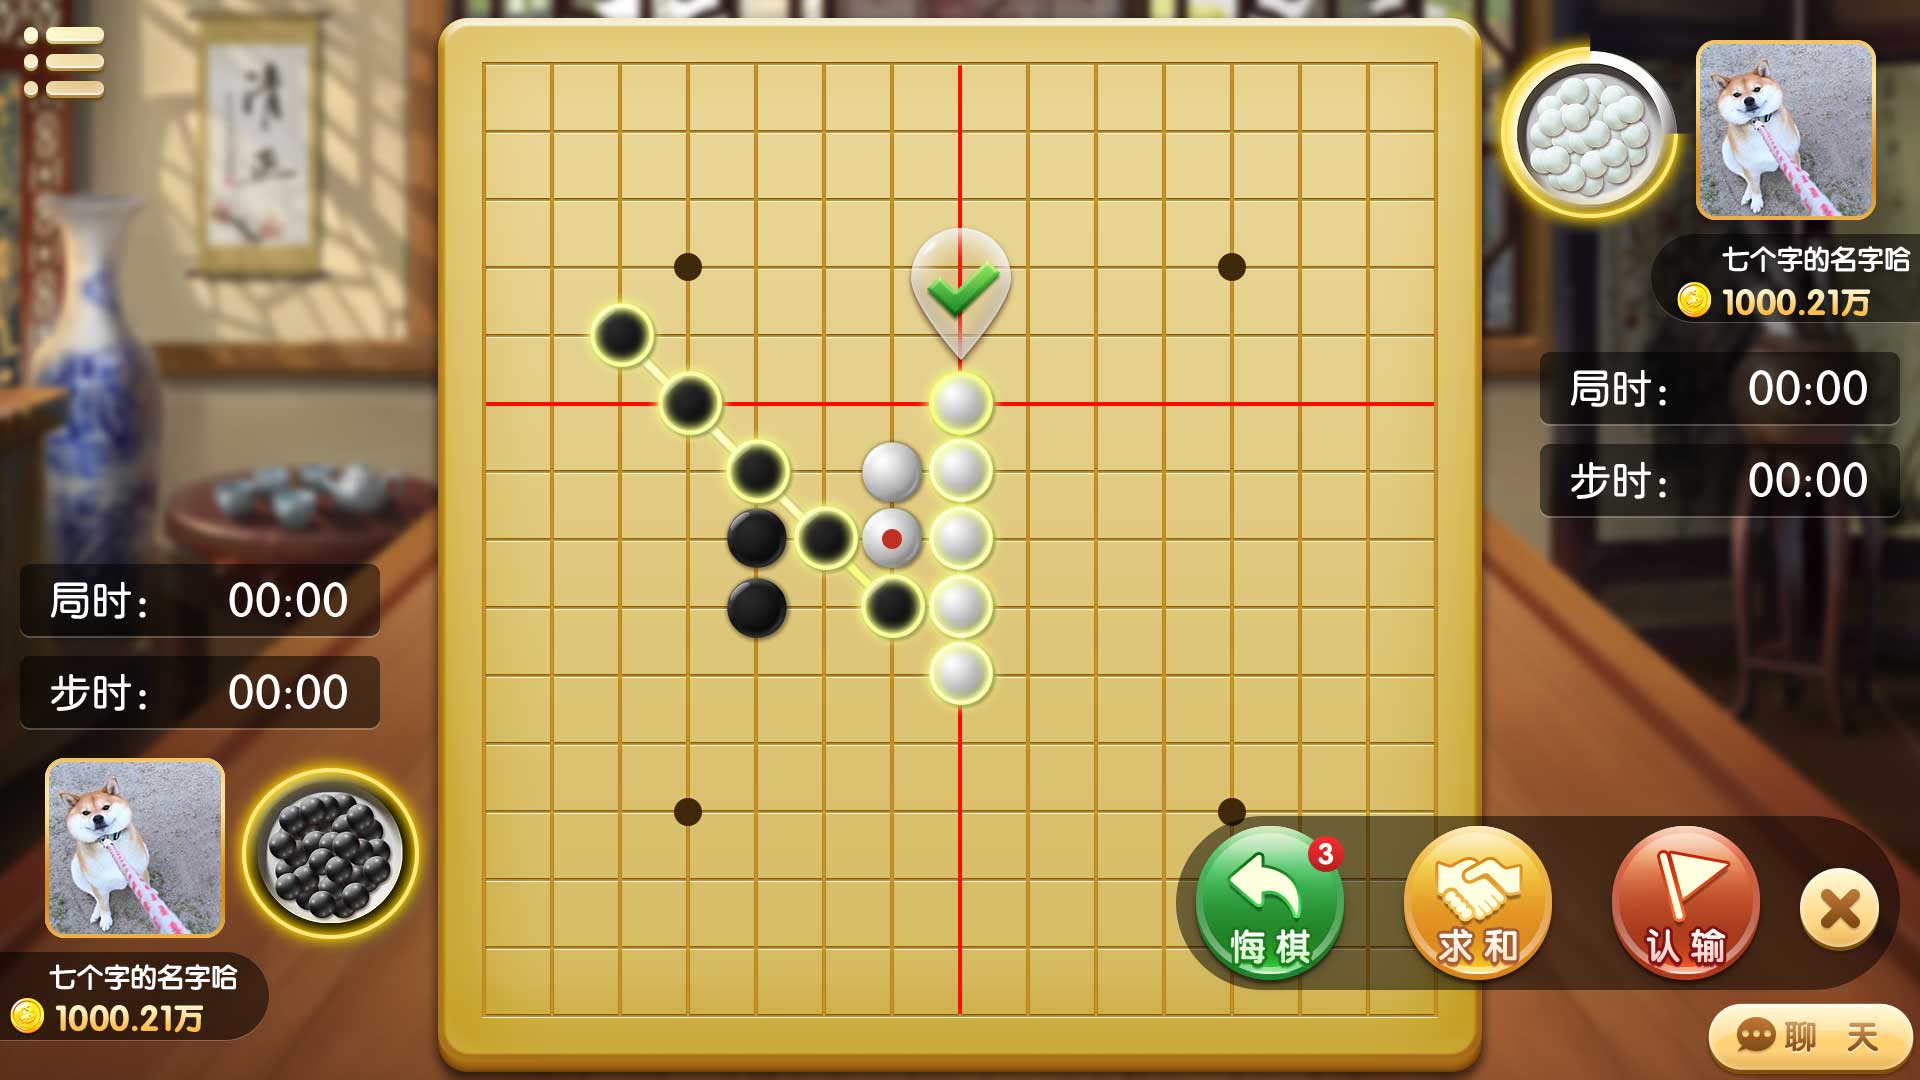 清
正
七个字的名字哈
1000.21万
局时: 00:00
步时: 00:00
局时: 00:00
步时: 00:00
七个字的名字哈
1000.21万
3
悔棋
求和
认输
聊 天